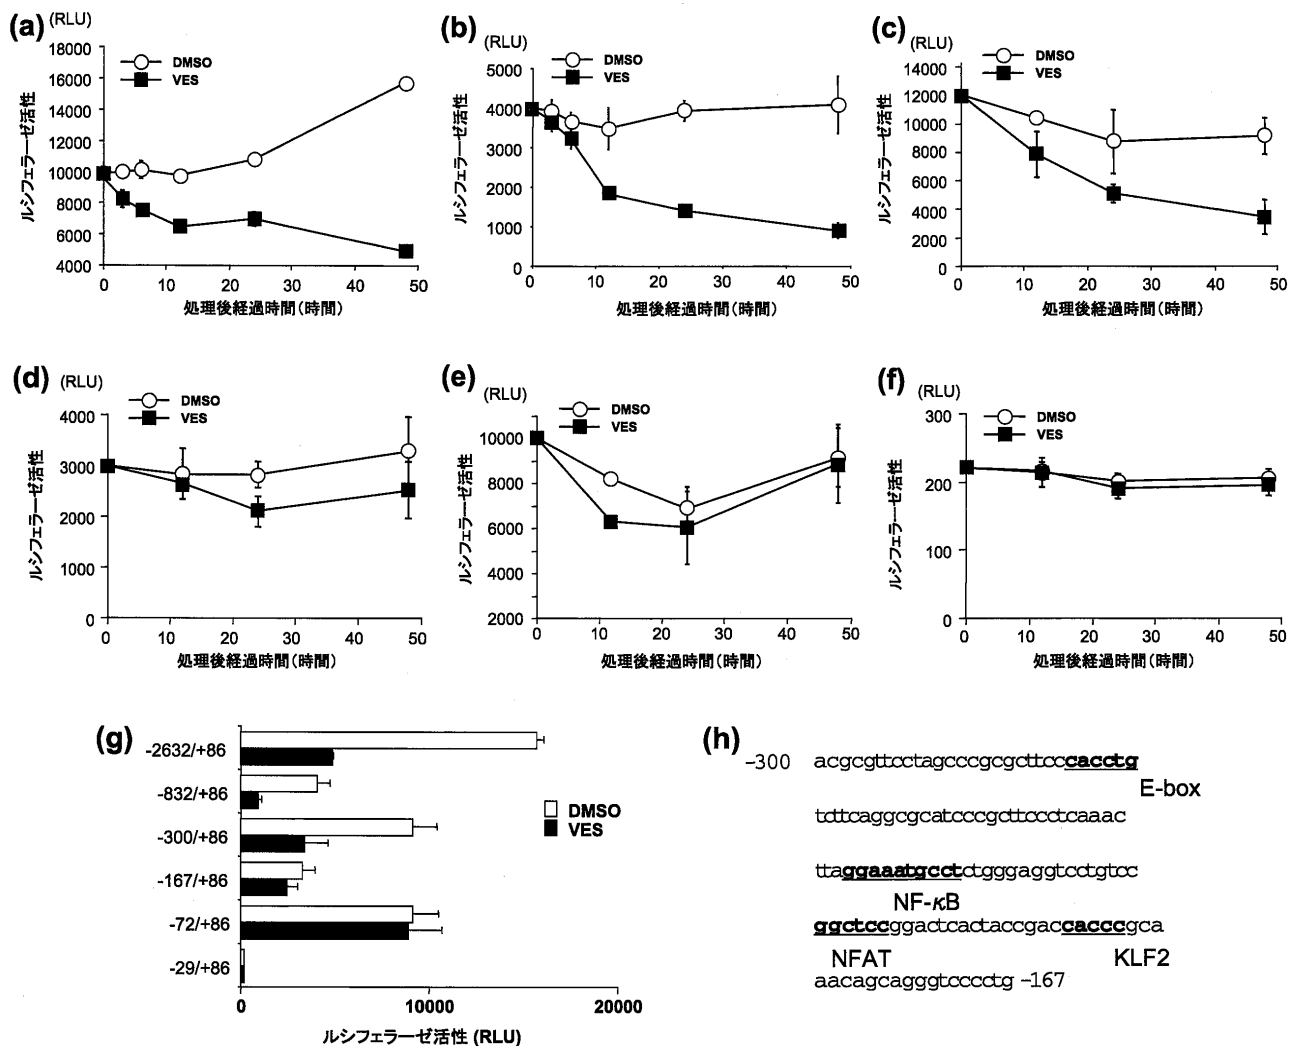 (a)
(RLU)
DMSO
VES
ルシフェラーゼ活性
18000
16000
14000
12000
10000
8000
6000
4000
0 10 20 30 40 50
処理後経過時間(時間)
(b)
(RLU)
DMSO
VES
ルシフェラーゼ活性
5000
4000
3000
2000
1000
0
0 10 20 30 40 50
処理後経過時間(時間)
(c)
(RLU)
DMSO
VES
ルシフェラーゼ活性
14000
12000
10000
8000
6000
4000
2000
0
0 10 20 30 40 50
処理後経過時間(時間)
(d)
(RLU)
DMSO
VES
ルシフェラーゼ活性
4000
3000
2000
1000
0
0 10 20 30 40 50
処理後経過時間(時間)
(e)
(RLU)
DMSO
VES
ルシフェラーゼ活性
10000
8000
6000
4000
2000
0 10 20 30 40 50
処理後経過時間(時間)
(f)
(RLU)
DMSO
VES
ルシフェラーゼ活性
300
200
100
0
0 10 20 30 40 50
処理後経過時間(時間)
(g)
-2632/+86
-832/+86
-300/+86
-167/+86
-72/+86
-29/+86
DMSO
VES
0 10000 20000
ルシフェラーゼ活性 (RLU)
(h)
-300 acgcgttcctagcccgcgcttcccacctg
E-box
tcttcaggcgcatcccgcttccctcaaac
ttaggaaatgcctctgggaggtcctgtcc
NF-κB
ggctccggactcactaccgaccacccgca
NFAT KLF2
aacagcagggtcccctg -167